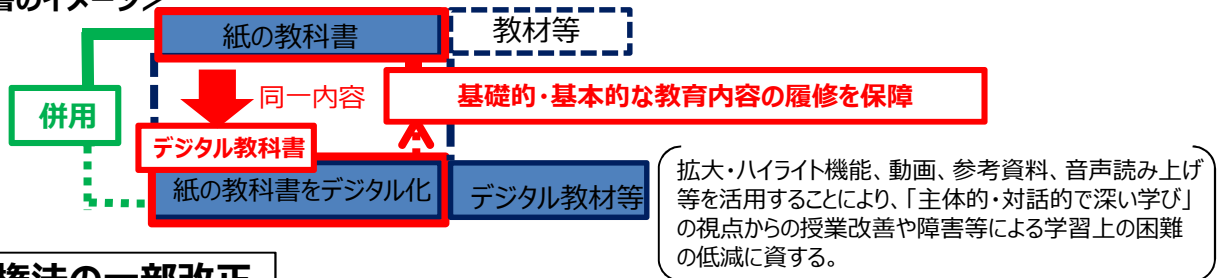 書のイメージ／
紙の教科書
教材等
同一内容
基礎的・基本的な教育内容の履修を保障
併用
デジタル教科書
紙の教科書をデジタル化
デジタル教材等
拡大・ハイライト機能、動画、参考資料、音声読み上げ
等を活用することにより、「主体的・対話的で深い学び」
の視点からの授業改善や障害等による学習上の困難
の低減に資する。
権法の一部改正